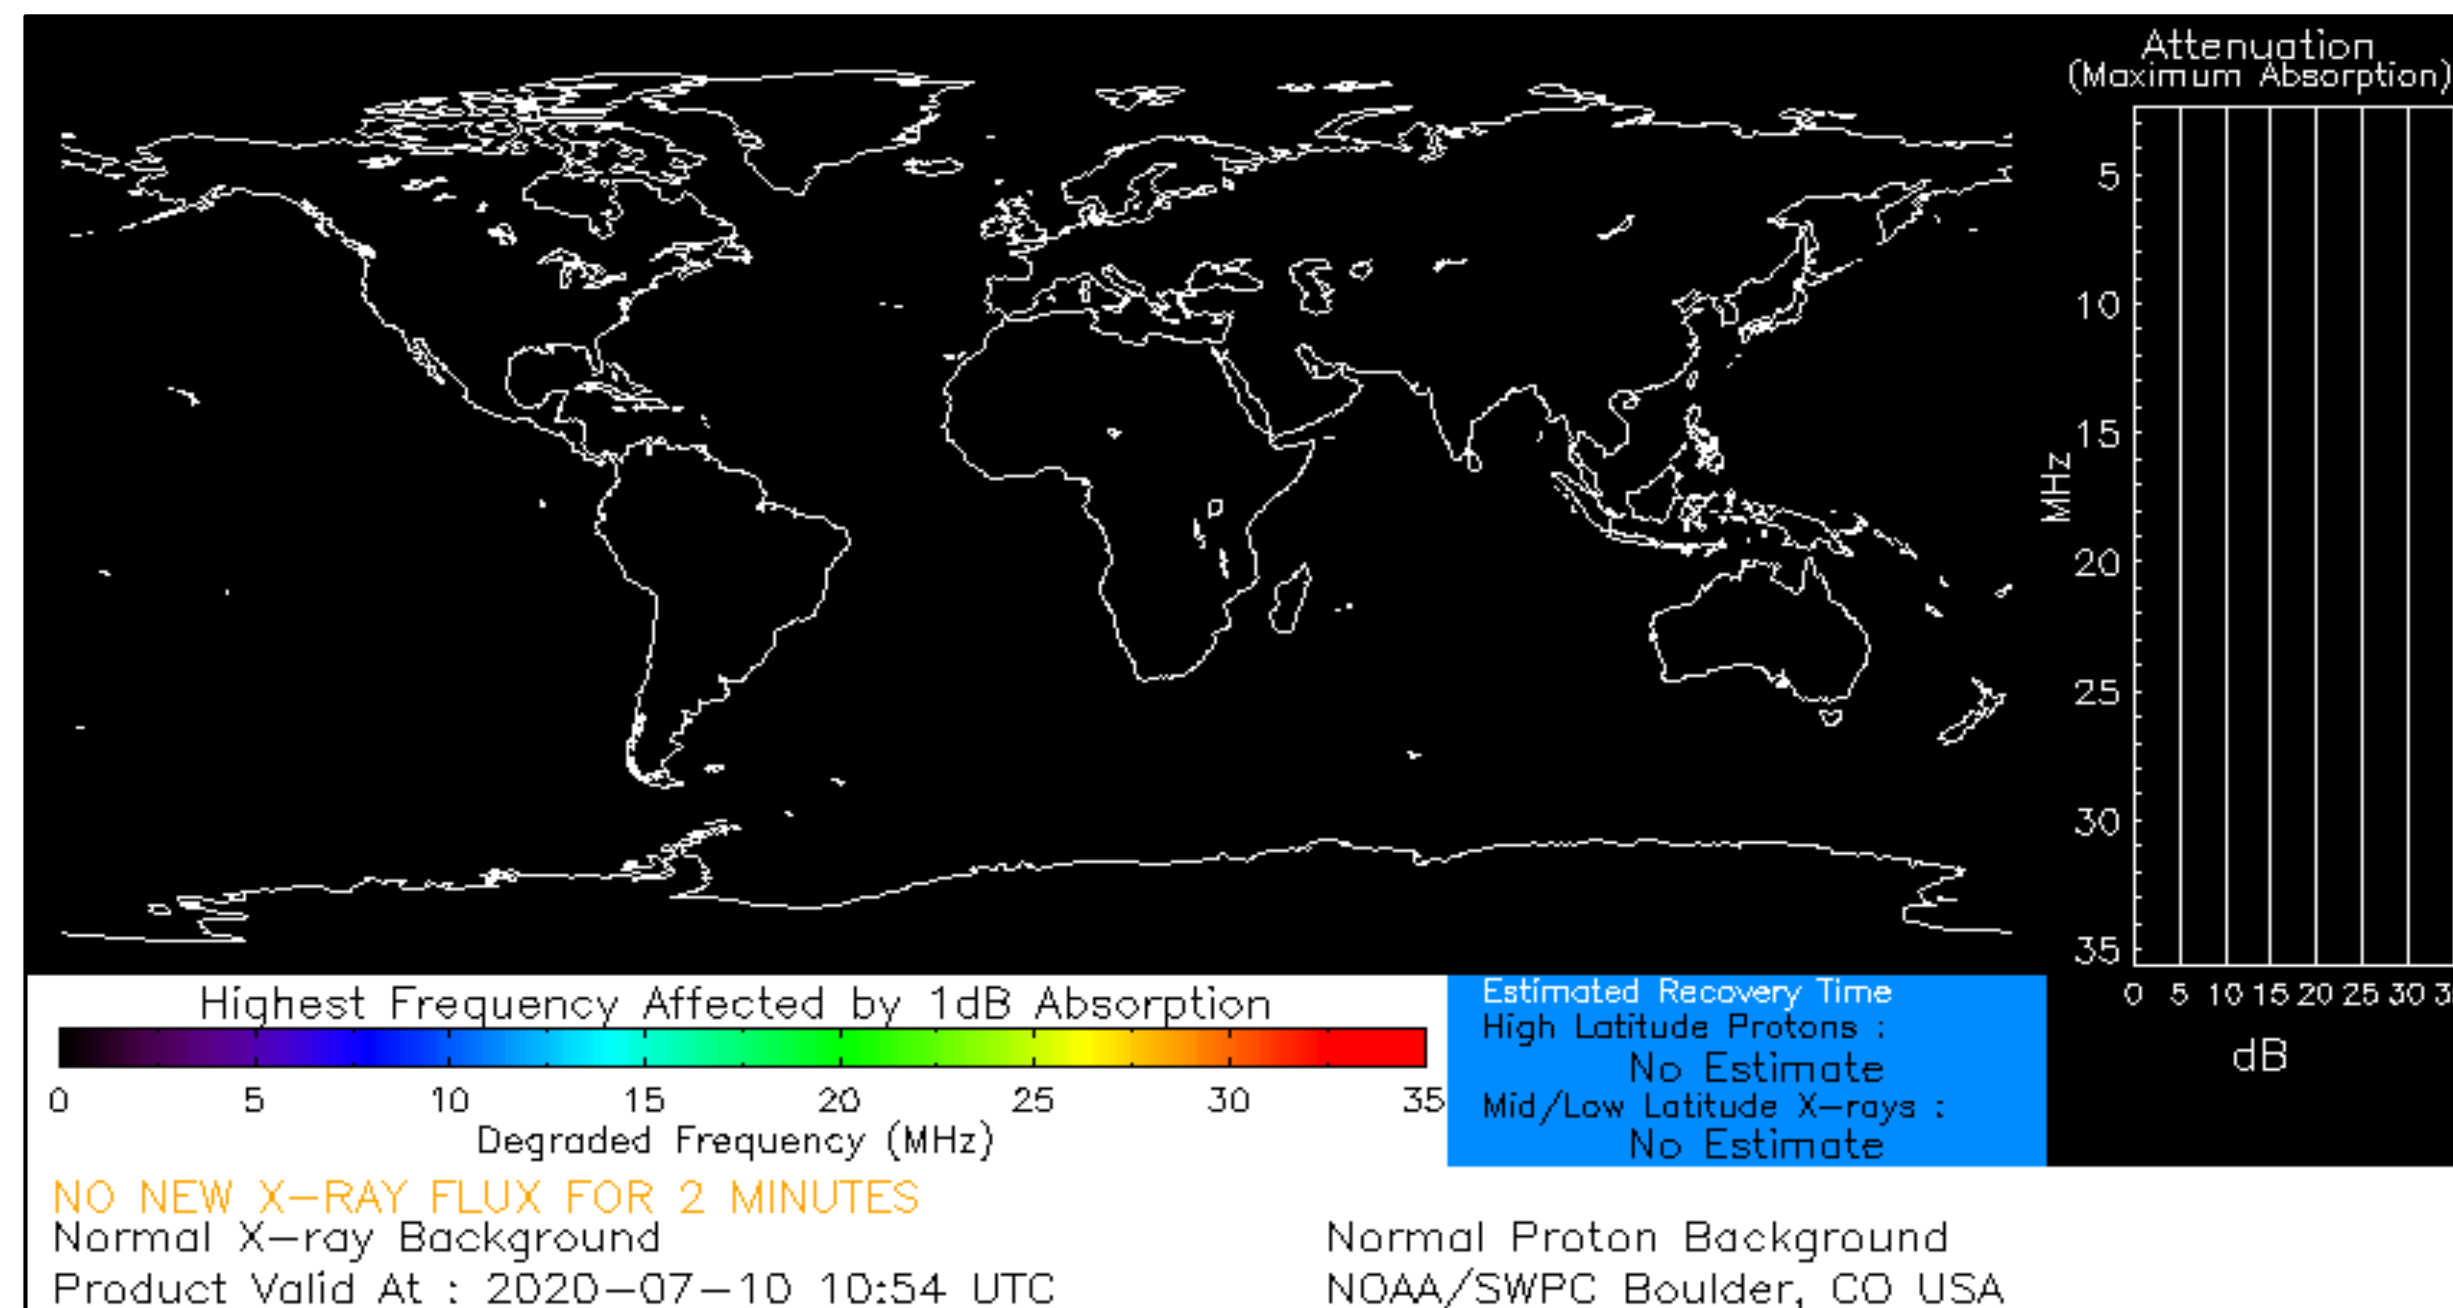 Attenuation
(Maximum Absorption)
5
10
15
20
25
30
35
MHz
0 5 10 15 20 25 30
dB
Highest Frequency Affected by 1dB Absorption
0 5 10 15 20 25 30 35
Degraded Frequency (MHz)
Estimated Recovery Time
High Latitude Protons :
No Estimate
Mid/Low Latitude X-rays :
No Estimate
NO NEW X-RAY FLUX FOR 2 MINUTES
Normal X-ray Background
Normal Proton Background
Product Valid At : 2020-07-10 10:54 UTC
NOAA/SWPC Boulder, CO USA